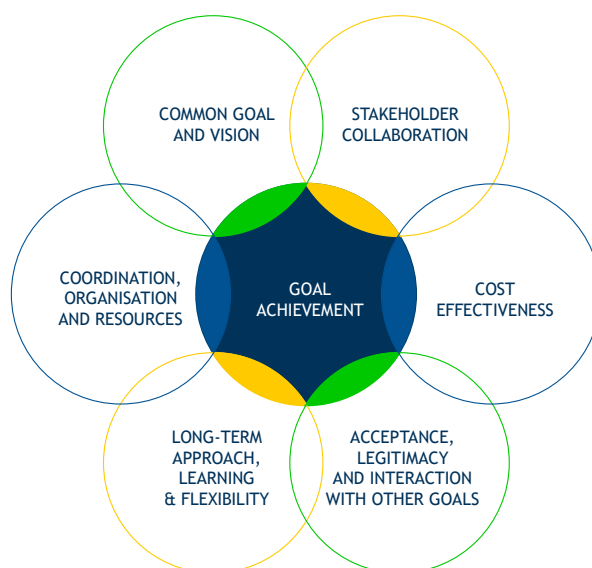 COMMON GOAL
AND VISION
STAKEHOLDER
COLLABORATION
COORDINATION,
ORGANISATION
AND RESOURCES
GOAL
ACHIEVEMENT
COST
EFFECTIVENESS
LONG-TERM
APPROACH,
LEARNING
& FLEXIBILITY
ACCEPTANCE,
LEGITIMACY
AND INTERACTION
WITH OTHER GOALS